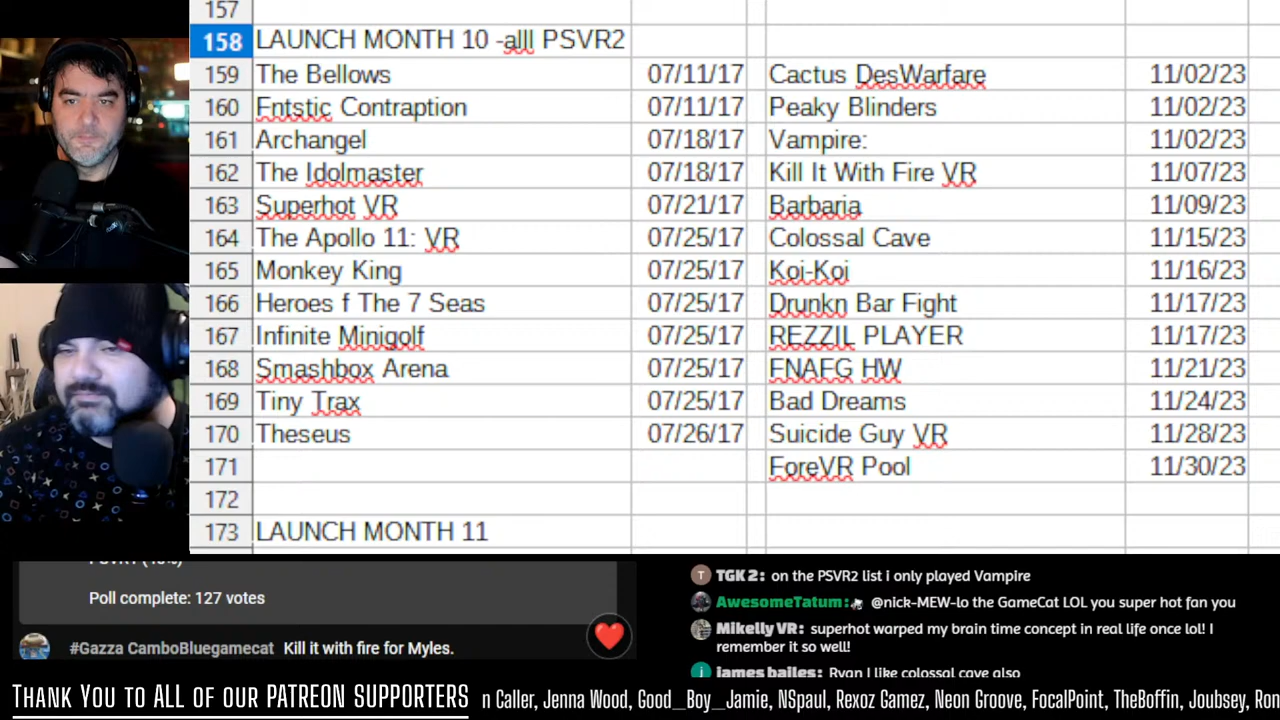 157
158 LAUNCH MONTH 10 -alll PSVR2
159 The Bellows 07/11/17 Cactus DesWarfare 11/02/23
160 Fntstic Contraption 07/11/17 Peaky Blinders 11/02/23
161 Archangel 07/18/17 Vampire: 11/02/23
162 The Idolmaster 07/18/17 Kill It With Fire VR 11/07/23
163 Superhot VR 07/21/17 Barbaria 11/09/23
164 The Apollo 11: VR 07/25/17 Colossal Cave 11/15/23
165 Monkey King 07/25/17 Koi-Koi 11/16/23
166 Heroes f The 7 Seas 07/25/17 Drunkn Bar Fight 11/17/23
167 Infinite Minigolf 07/25/17 REZZIL PLAYER 11/17/23
168 Smashbox Arena 07/25/17 FNAFG HW 11/21/23
169 Tiny Trax 07/25/17 Bad Dreams 11/24/23
170 Theseus 07/26/17 Suicide Guy VR 11/28/23
171 ForeVR Pool 11/30/23
172
173 LAUNCH MONTH 11
Poll complete: 127 votes
#Gazza CamboBluegamecat Kill it with fire for Myles.
T TGK 2: on the PSVR2 list i only played Vampire
AwesomeTatum: @nick-MEW-lo the GameCat LOL you super hot fan you
Mikelly VR: superhot warped my brain time concept in real life once lol! I
remember it so well!
j james bailes: Ryan I like colossal cave also
THANK YOU TO ALL OF OUR PATREON SUPPORTERS n Caller, Jenna Wood, Good_Boy_Jamie, NSpaul, Rexoz Gamez, Neon Groove, FocalPoint, TheBoffin, Joubsey, Ron